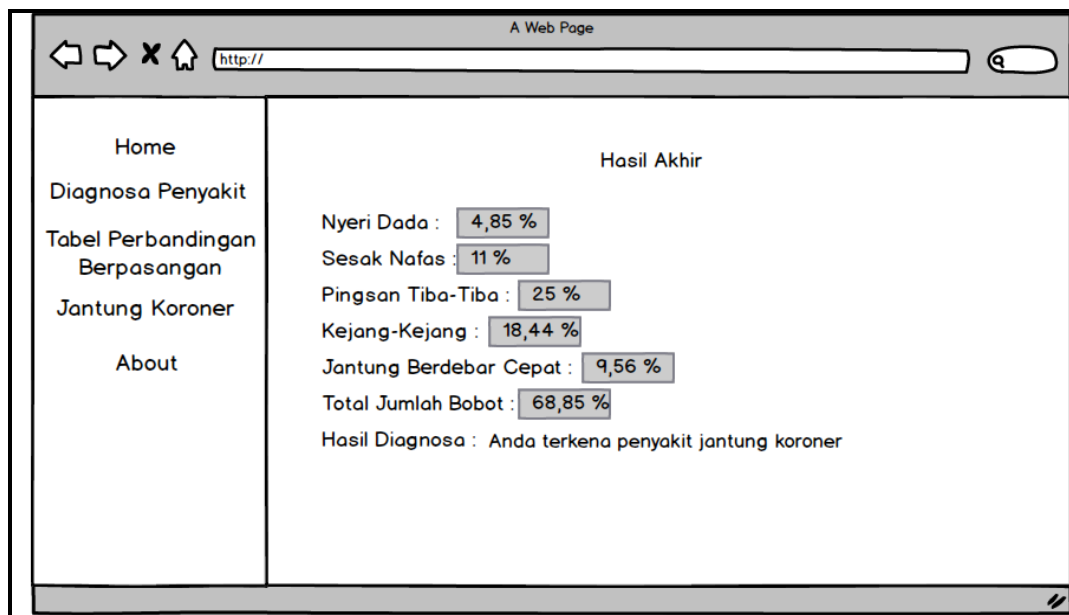 A Web Page
http://
Home
Diagnosa Penyakit
Tabel Perbandingan
Berpasangan
Jantung Koroner
About
Hasil Akhir
Nyeri Dada : 4,85 %
Sesak Nafas : 11 %
Pingsan Tiba-Tiba : 25 %
Kejang-Kejang : 18,44 %
Jantung Berdebar Cepat : 9,56 %
Total Jumlah Bobot : 68,85 %
Hasil Diagnosa : Anda terkena penyakit jantung koroner